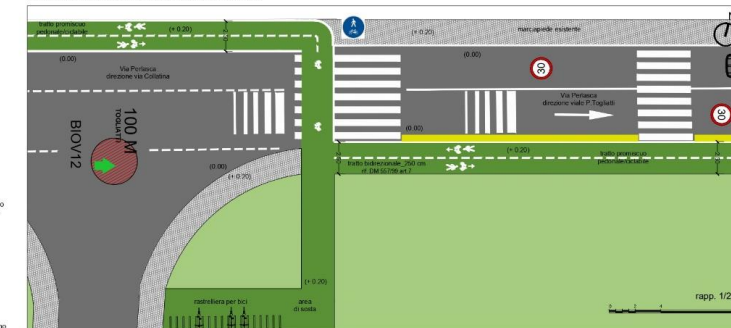 tratto promiscuo
pedonale/ciclabile
(+ 0.20)
(+ 0.20)
marciapiede esistente
(0.00)
(0.00)
Via Perlasca
direzione via Collatina
30
Via Perlasca
direzione viale P.Togliatti
30
100 M
TOGLIATTI
BIOV12
(0.00)
(0.00)
(+ 0.20)
(+ 0.20)
tratto bidirezionale_250 cm
rif. DM 557/99 art 7
tratto promiscuo
pedonale/ciclabile
(+ 0.20)
rastrelliera per bici
area
di sosta
rapp. 1/2